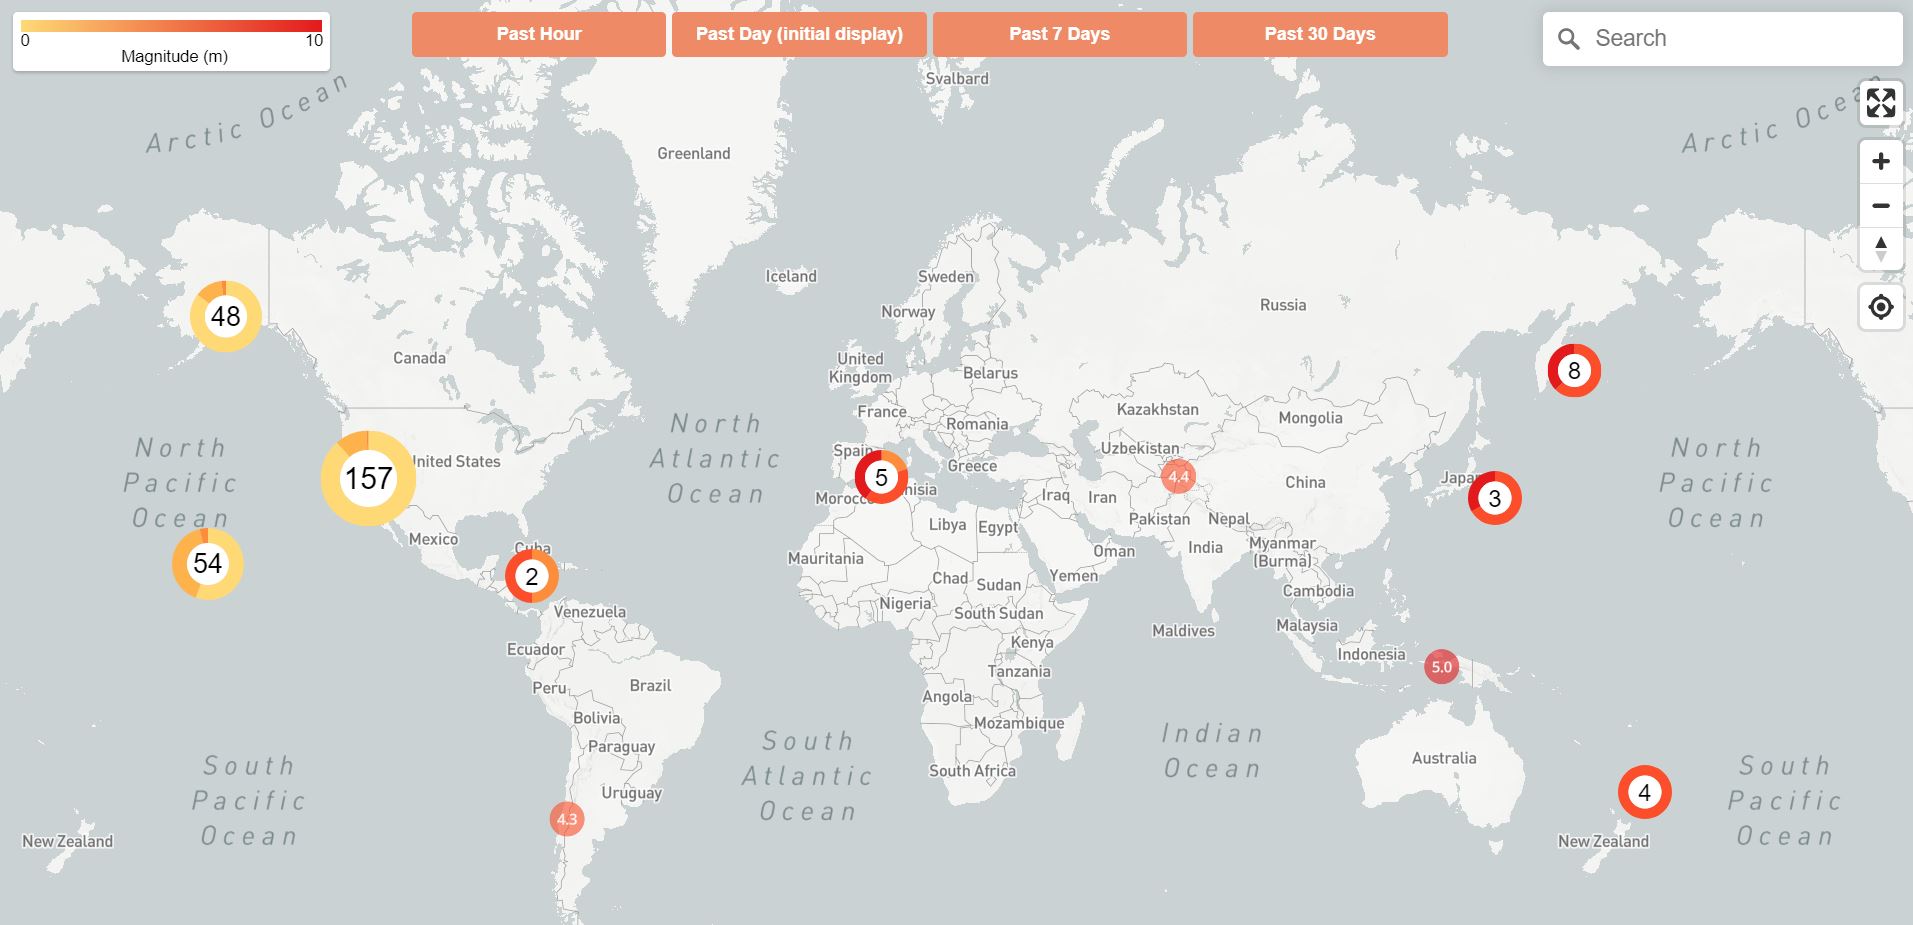 0
10
Magnitude (m)
Past Hour
Past Day (initial display)
Past 7 Days
Past 30 Days
Search
Arctic Ocean
Svalbard
Greenland
Iceland
Sweden
Norway
Russia
48
Canada
United
Kingdom
Belarus
8
France
Kazakhstan
Mongolia
Romania
North
Pacific
Ocean
North
Atlantic
Ocean
North
Pacific
Ocean
157
United States
Spain
5
Uzbekistan
Greece
4.4
China
3
Morocco
Iraq
Iran
Libya
Egypt
Pakistan
Nepal
Mexico
Cuba
Mauritania
Oman
India
Myanmar
(Burma)
54
2
Chad
Sudan
Yemen
Cambodia
Venezuela
Nigeria
South Sudan
Maldives
Malaysia
Ecuador
Kenya
Indonesia
5.0
Tanzania
Peru
Brazil
Angola
Bolivia
Mozambique
Paraguay
South
Atlantic
Ocean
Indian
Ocean
Australia
South Africa
South
Pacific
Ocean
Uruguay
4
South
Pacific
Ocean
4.3
New Zealand
New Zealand